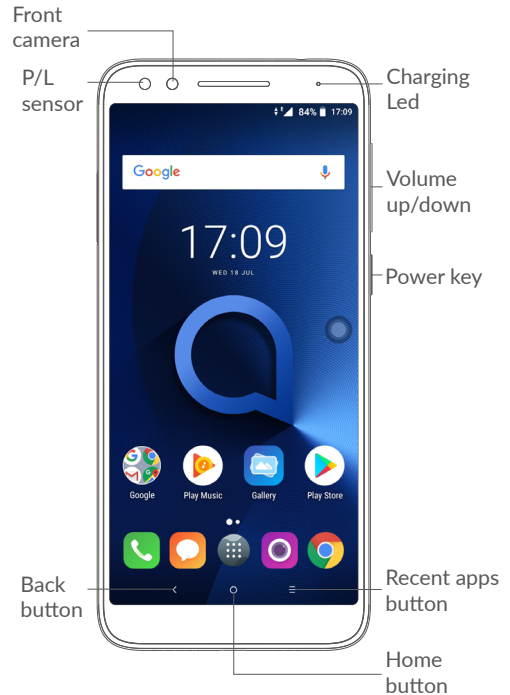 Front
camera
P/L
sensor
Charging
Led
84% 17:09
Google
Volume
up/down
17:09
WED 18 JUL
Power key
Google Play Music Gallery Play Store
Back
button
Recent apps
button
Home
button